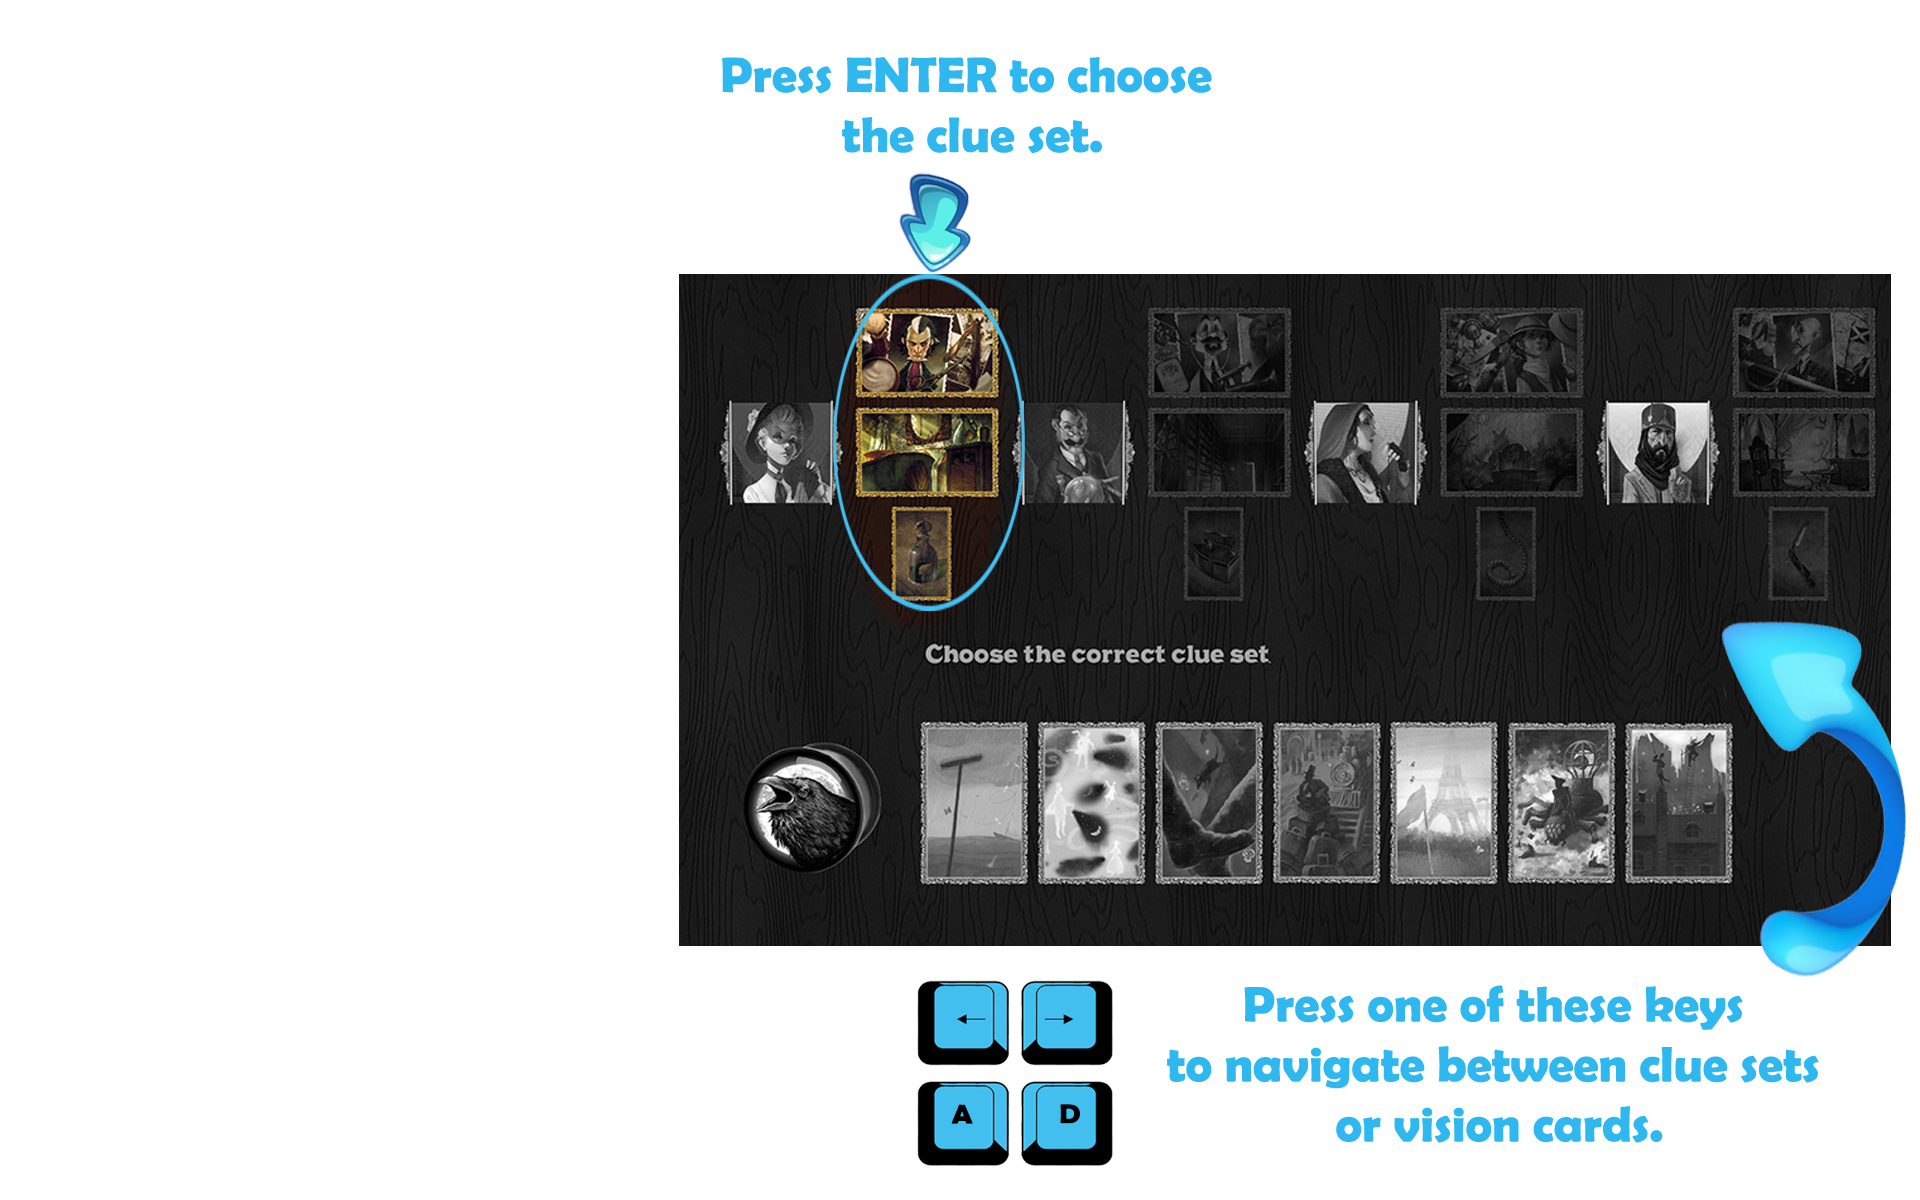 Press ENTER to choose
the clue set.
Choose the correct clue set
A
D
Press one of these keys
to navigate between clue sets
or vision cards.